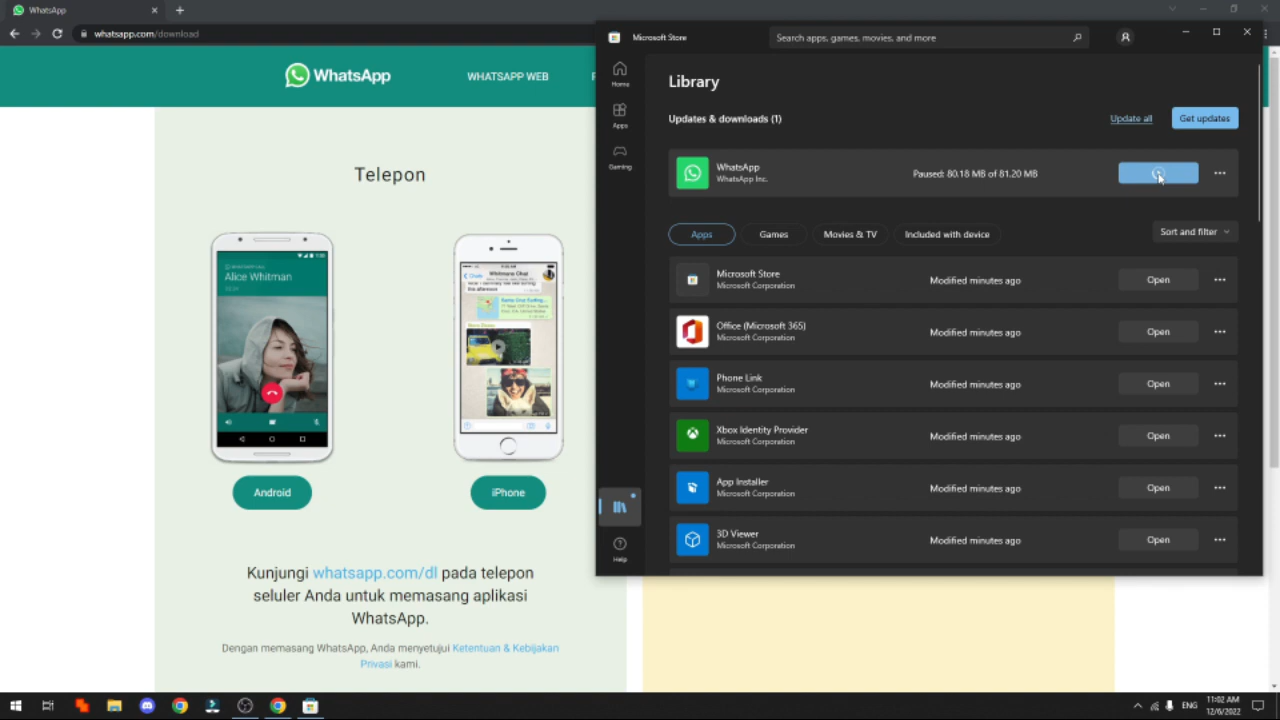 WhatsApp
whatsapp.com/download
WhatsApp
WHATSAPP WEB
Telepon
Alice Whitman
Whitmans Chat
Android
iPhone
Kunjungi whatsapp.com/dl pada telepon
seluler Anda untuk memasang aplikasi
WhatsApp.
Dengan memasang WhatsApp, Anda menyetujui Ketentuan & Kebijakan
Privasi kami.
Microsoft Store
Search apps, games, movies, and more
Home
Apps
Gaming
Help
Library
Updates & downloads (1)
Update all
Get updates
WhatsApp
WhatsApp Inc.
Paused: 80.18 MB of 81.20 MB
Apps
Games
Movies & TV
Included with device
Sort and filter
Microsoft Store
Microsoft Corporation
Modified minutes ago
Open
Office (Microsoft 365)
Microsoft Corporation
Modified minutes ago
Open
Phone Link
Microsoft Corporation
Modified minutes ago
Open
Xbox Identity Provider
Microsoft Corporation
Modified minutes ago
Open
App Installer
Microsoft Corporation
Modified minutes ago
Open
3D Viewer
Microsoft Corporation
Modified minutes ago
Open
ENG
11:02 AM
12/6/2022